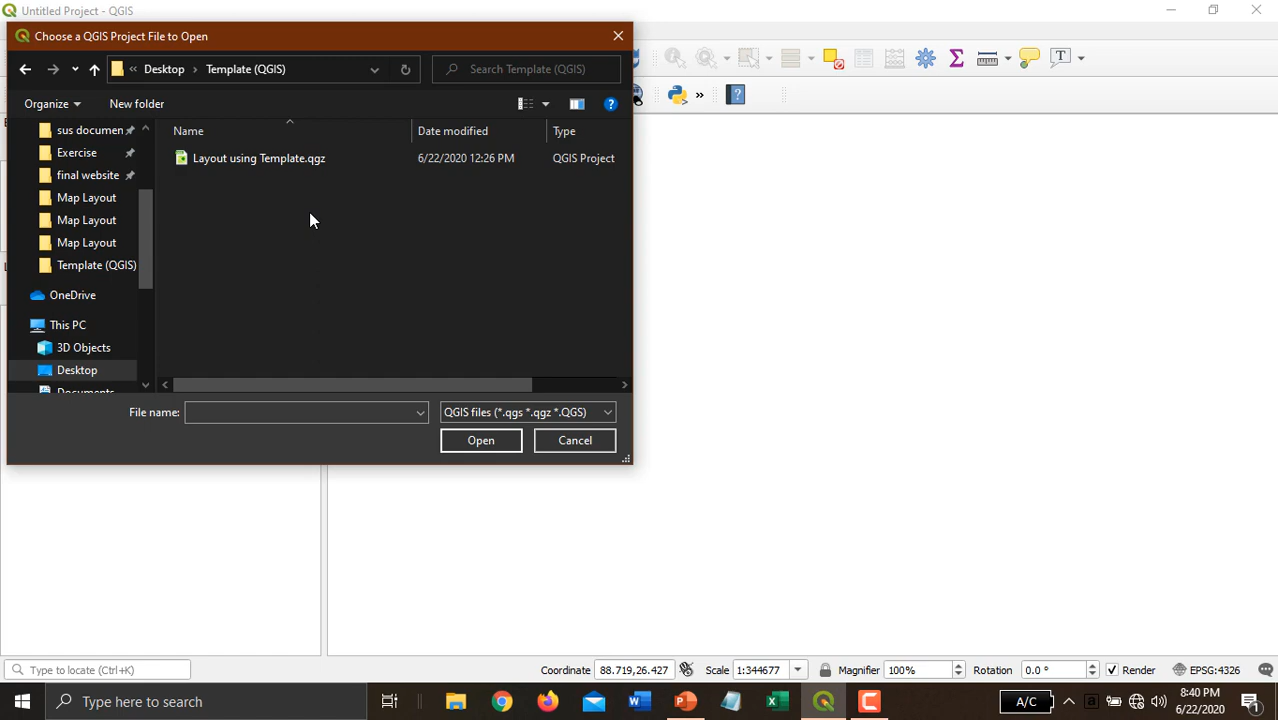 Untitled Project - QGIS
Choose a QGIS Project File to Open
Desktop
Template (QGIS)
Search Template (QGIS)
Organize
New folder
sus documen
Exercise
final website
Map Layout
Map Layout
Map Layout
Template (QGIS)
OneDrive
This PC
3D Objects
Desktop
Documents
Name
Date modified
Type
Layout using Template.qgz
6/22/2020 12:26 PM
QGIS Project
File name:
QGIS files (*.qgs *.qgz *.QGS)
Open
Cancel
Type to locate (Ctrl+K)
Coordinate 88.719,26.427
Scale 1:344677
Magnifier 100%
Rotation 0.0 °
Render
EPSG:4326
Type here to search
A/C
8:40 PM
6/22/2020